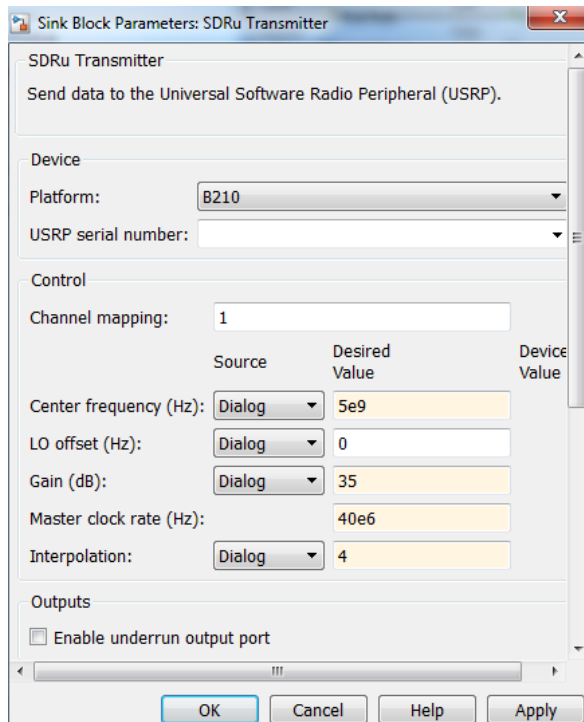 Sink Block Parameters: SDRu Transmitter
SDRu Transmitter
Send data to the Universal Software Radio Peripheral (USRP).
Device
Platform: B210
USRP serial number:
Control
Channel mapping: 1
Source Desired Value Device Value
Center frequency (Hz): Dialog 5e9
LO offset (Hz): Dialog 0
Gain (dB): Dialog 35
Master clock rate (Hz): 40e6
Interpolation: Dialog 4
Outputs
Enable underrun output port
OK Cancel Help Apply